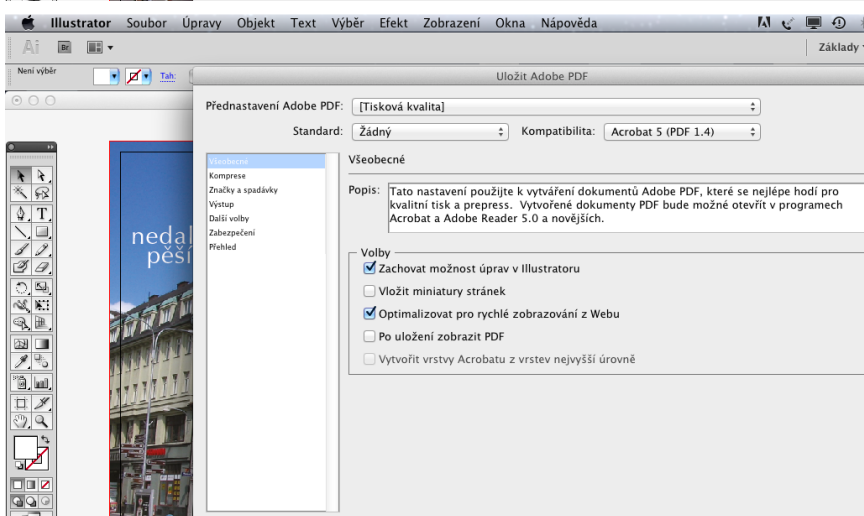 Illustrator Soubor Úpravy Objekt Text Výběr Efekt Zobrazení Okna Nápověda
Ai Br Základy
Není výběr Tah:
Uložit Adobe PDF
Přednastavení Adobe PDF: [Tisková kvalita]
Standard: Žádný Kompatibilita: Acrobat 5 (PDF 1.4)
Všeobecné
Komprese
Značky a spadávky
Výstup
Další volby
Zabezpečení
Přehled
Všeobecné
Popis: Tato nastavení použijte k vytváření dokumentů Adobe PDF, které se nejlépe hodí pro
kvalitní tisk a prepress. Vytvořené dokumenty PDF bude možné otevřít v programech
Acrobat a Adobe Reader 5.0 a novějších.
Volby
Zachovat možnost úprav v Illustratoru
Vložit miniatury stránek
Optimalizovat pro rychlé zobrazování z Webu
Po uložení zobrazit PDF
Vytvořit vrstvy Acrobatu z vrstev nejvyšší úrovně
nedal
pěší